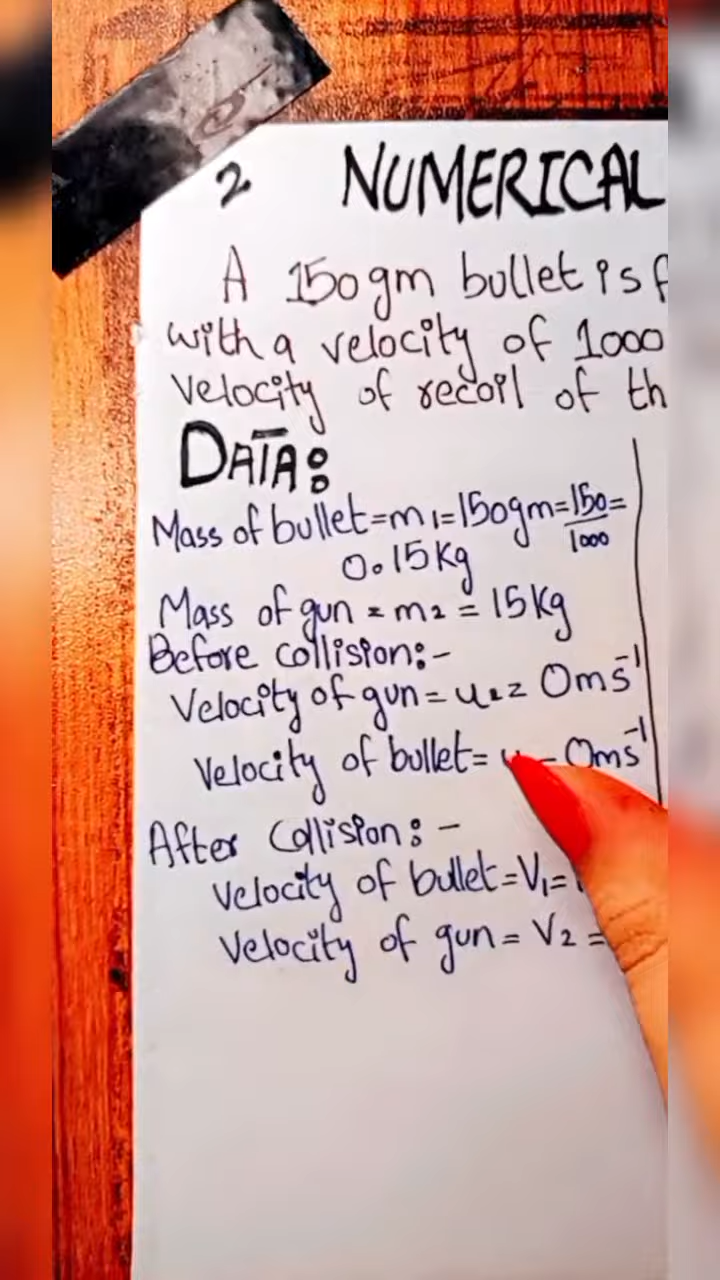 2 NUMERICAL
A 150gm bullet is f
with a velocity of 1000
velocity of recoil of th
DATA:
Mass of bullet=m1=150gm=150/1000=
0.15Kg
Mass of gun = m2 = 15Kg
Before collision:-
Velocity of gun = u2= 0ms⁻¹
Velocity of bullet= 0ms⁻¹
After Collision:-
Velocity of bullet=V1=
Velocity of gun = V2 =